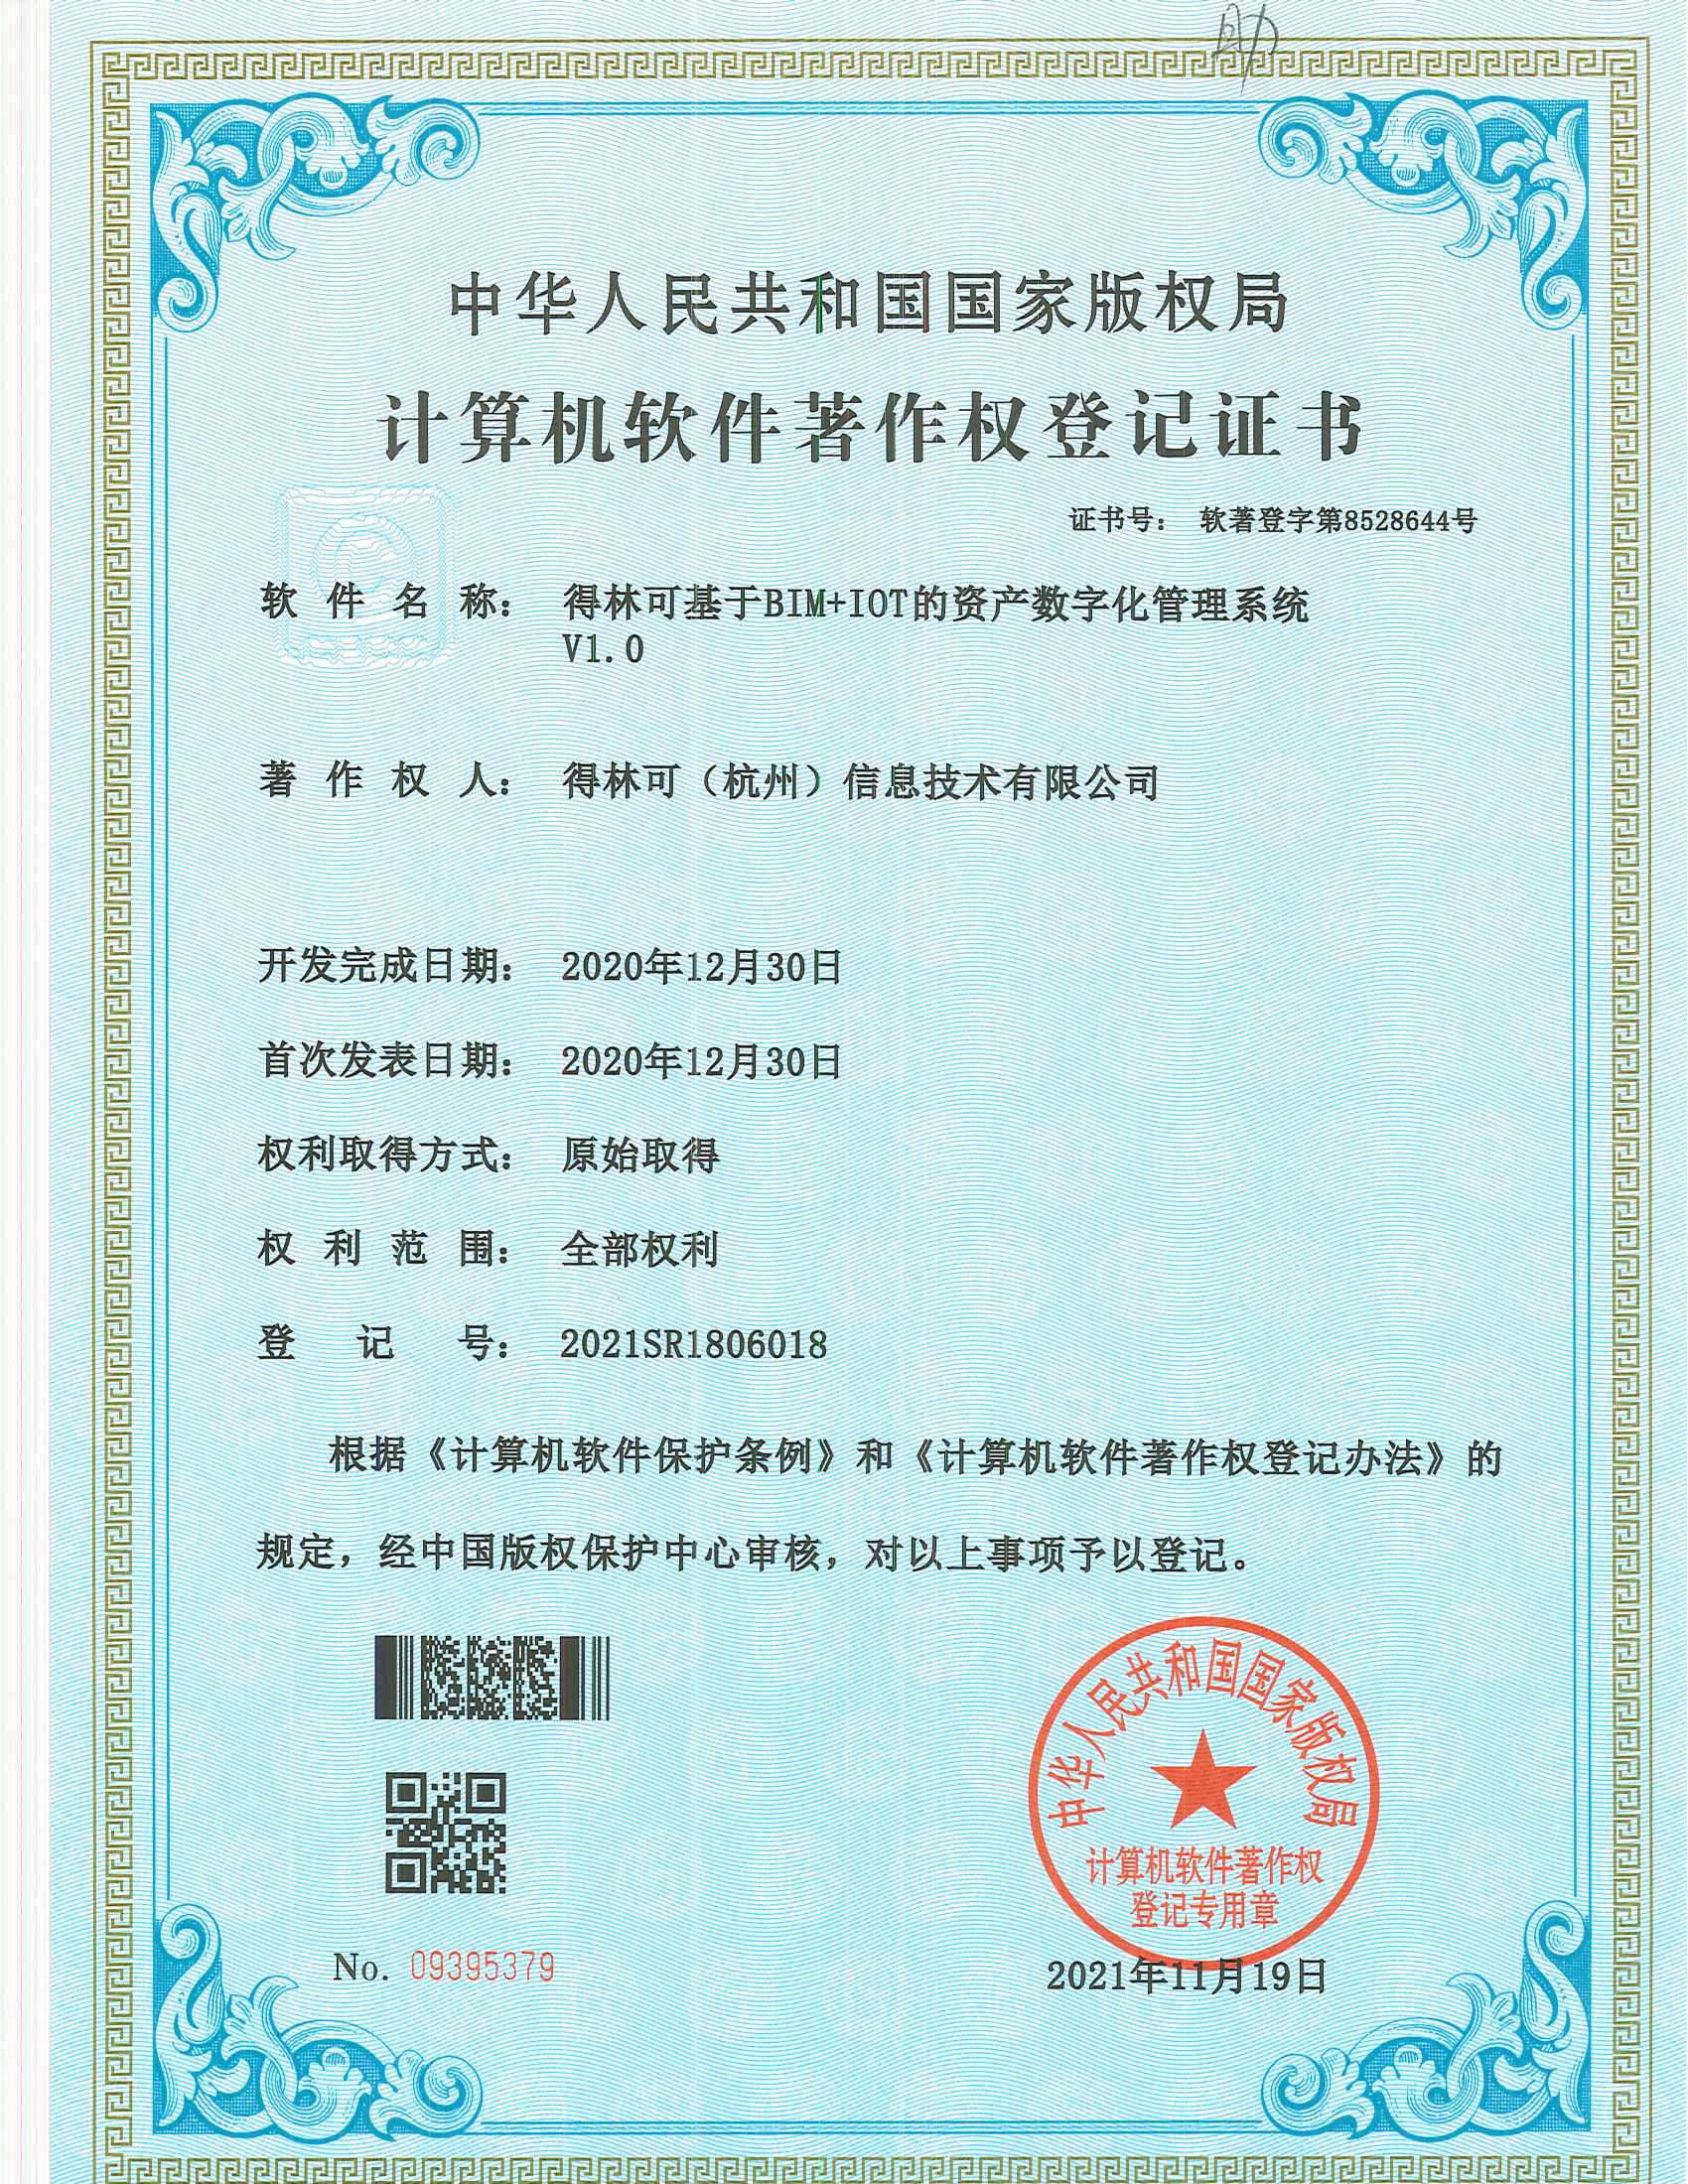 助
中华人民共和国国家版权局
计算机软件著作权登记证书
证书号： 软著登字第8528644号
软件名称： 得林可基于BIM+IOT的资产数字化管理系统
V1.0
著作权人： 得林可（杭州）信息技术有限公司
开发完成日期： 2020年12月30日
首次发表日期： 2020年12月30日
权利取得方式： 原始取得
权利范围： 全部权利
登记号： 2021SR1806018
根据《计算机软件保护条例》和《计算机软件著作权登记办法》的
规定，经中国版权保护中心审核，对以上事项予以登记。
中华人民共和国国家版权局
计算机软件著作权
登记专用章
No. 09395379
2021年11月19日